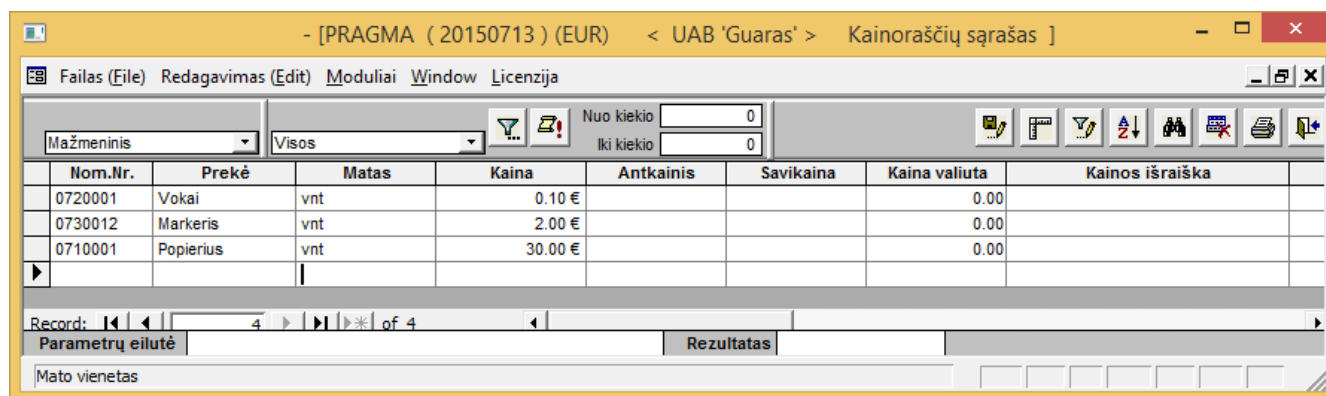 - [PRAGMA ( 20150713 ) (EUR) < UAB 'Guaras' > Kainoraščių sąrašas ]
Failas (File) Redagavimas (Edit) Moduliai Window Licenzija
Nuo kiekio 0
Mažmeninis Visos Iki kiekio 0
Nom.Nr. Prekė Matas Kaina Antkainis Savikaina Kaina valiuta Kainos išraiška
0720001 Vokai vnt 0.10 € 0.00
0730012 Markeris vnt 2.00 € 0.00
0710001 Popierius vnt 30.00 € 0.00
Record: 4 of 4
Parametrų eilutė Rezultatas
Mato vienetas